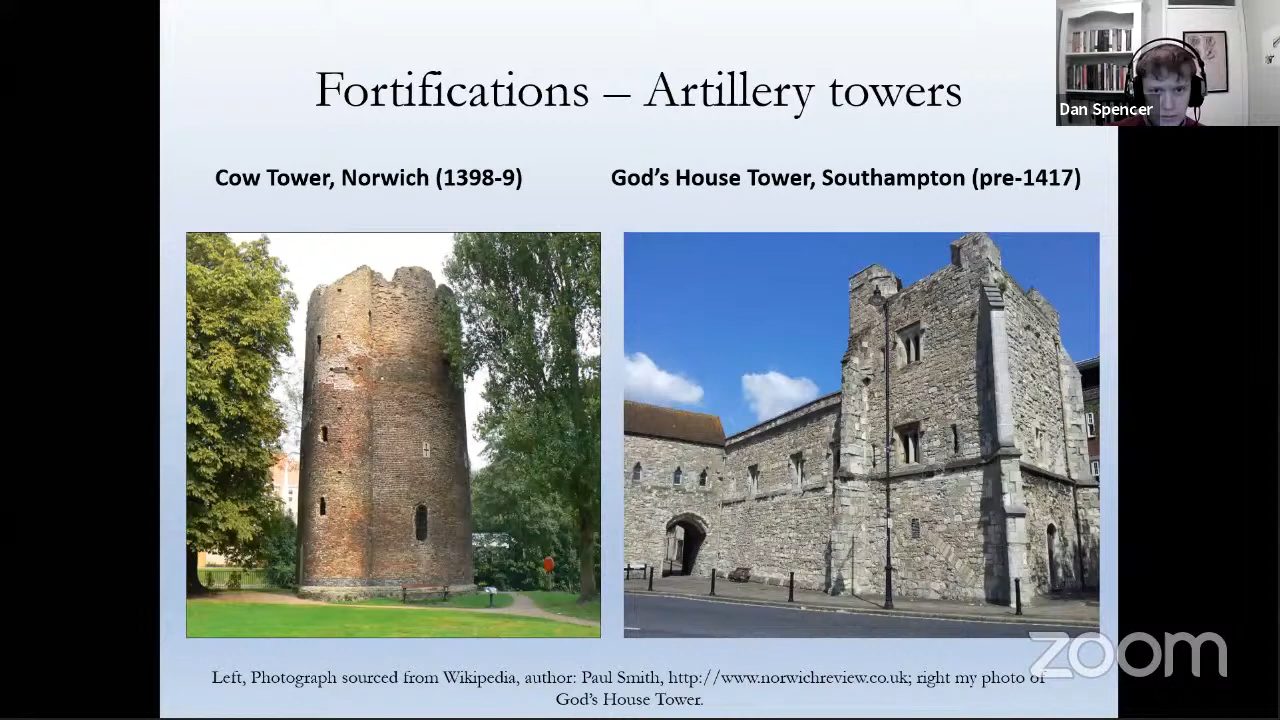 Fortifications – Artillery towers
Dan Spencer
Cow Tower, Norwich (1398-9)
God's House Tower, Southampton (pre-1417)
Left, Photograph sourced from Wikipedia, author: Paul Smith, http://www.norwichreview.co.uk; right my photo of
God's House Tower.
zoom